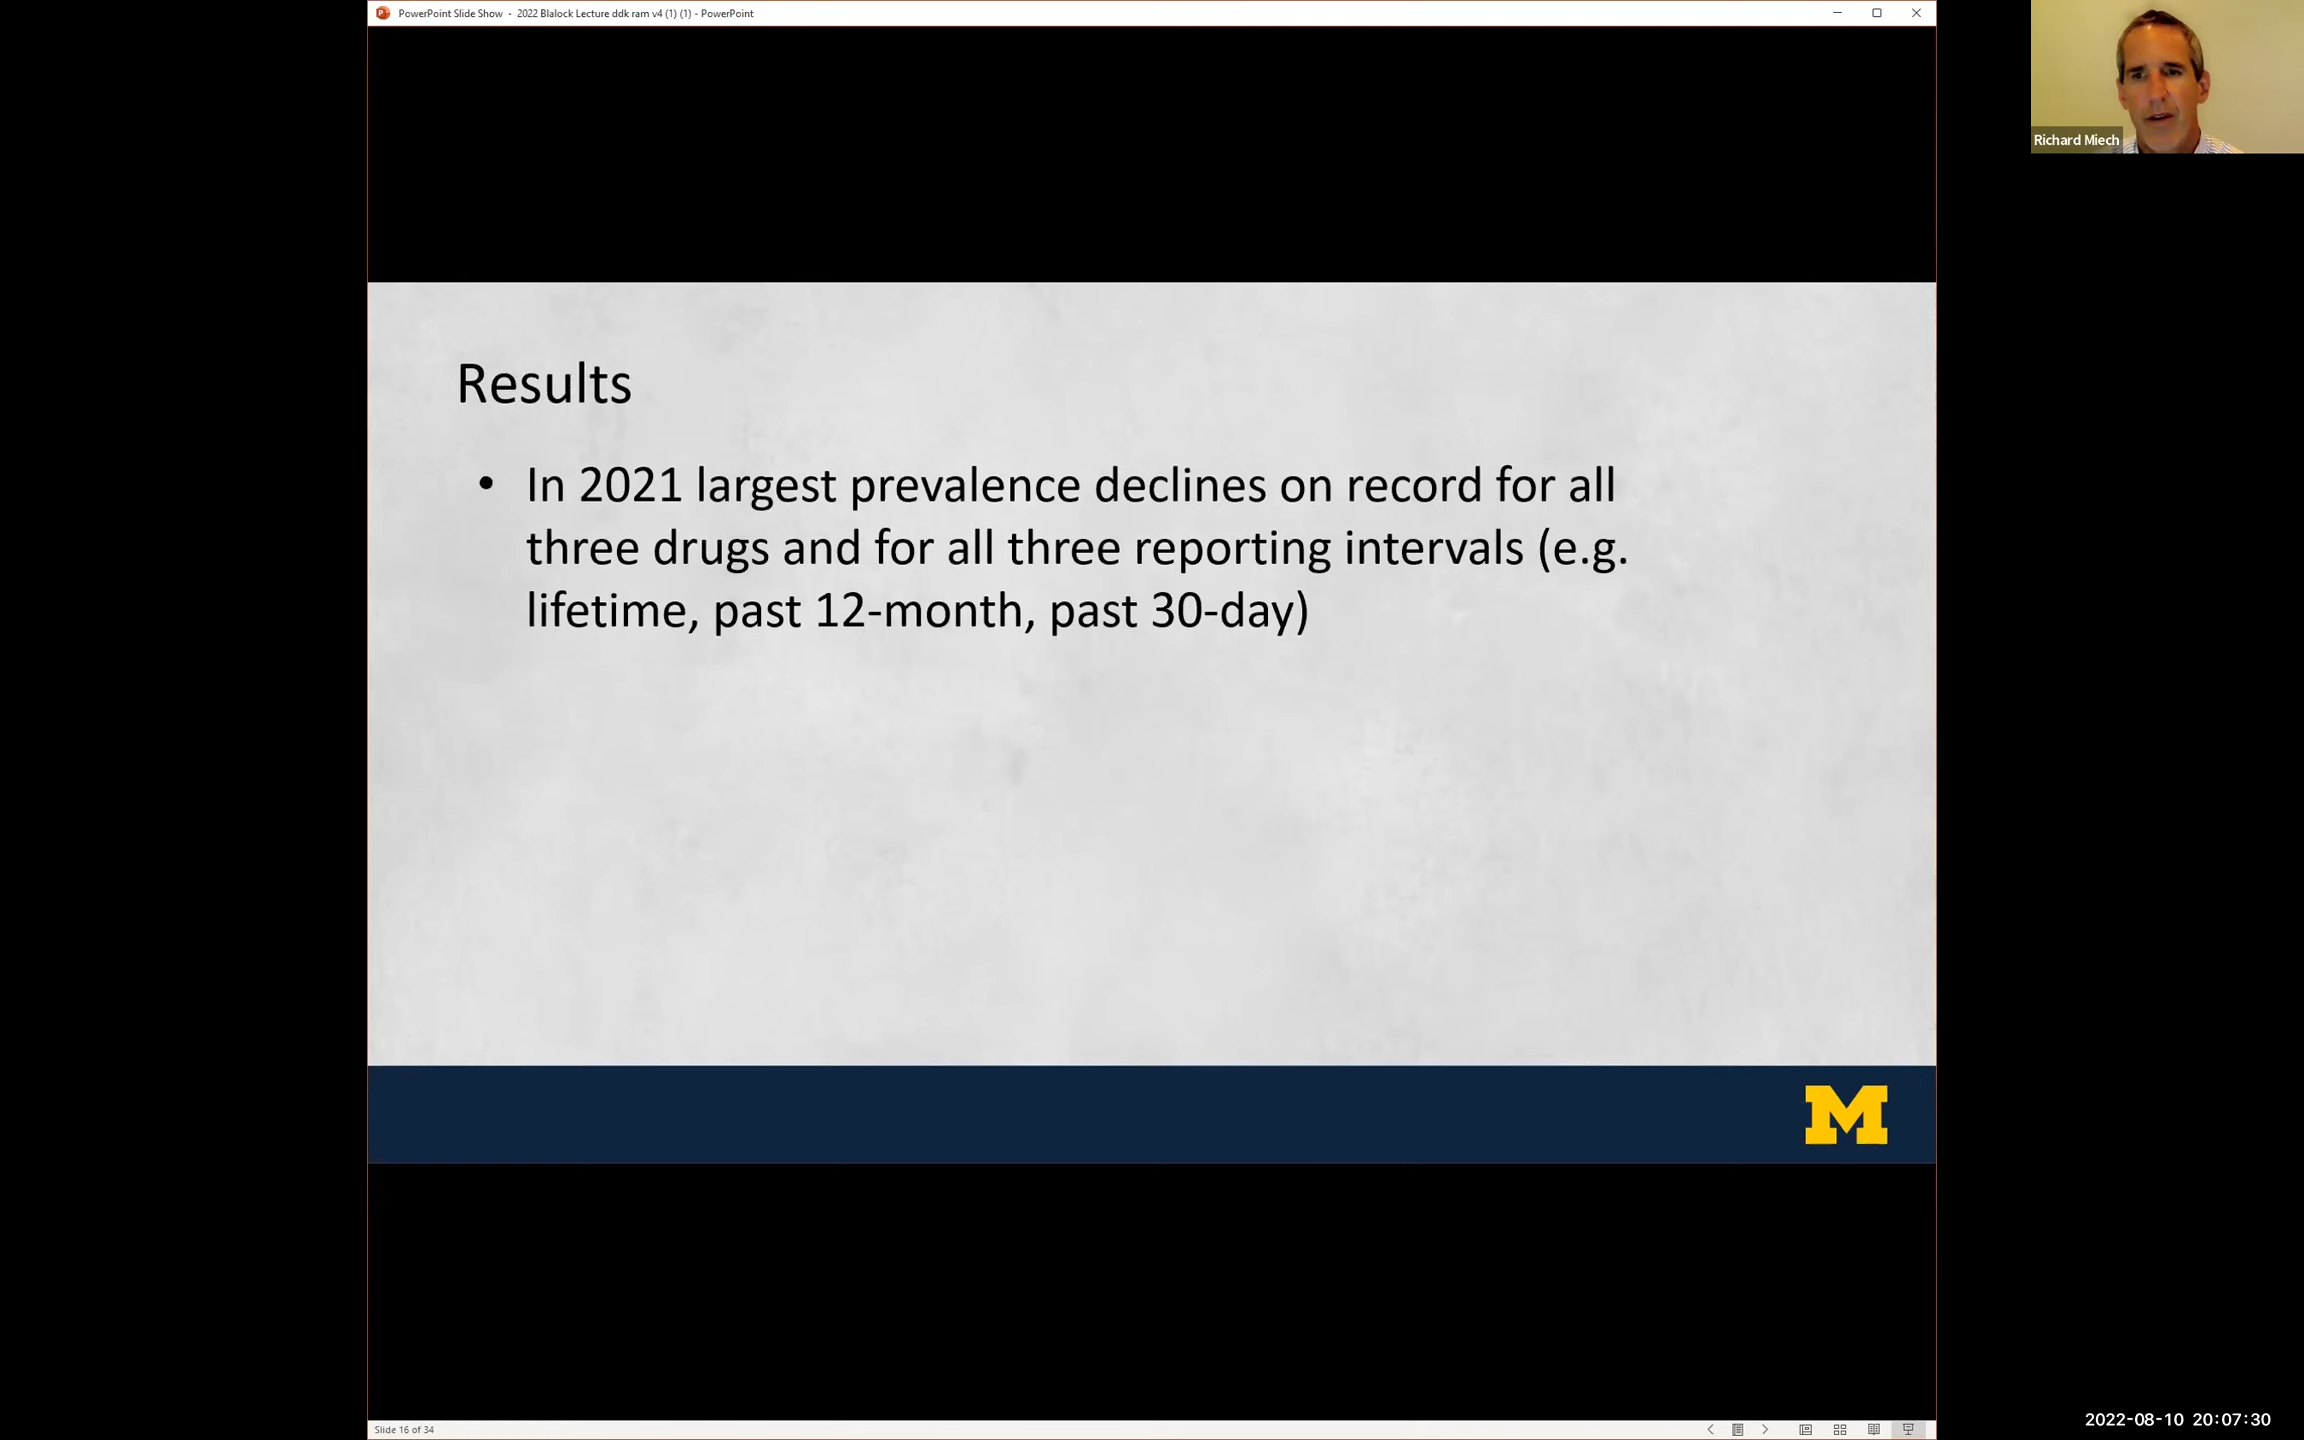 PowerPoint Slide Show - 2022 Blalock Lecture ddk ram v4 (1) (1) - PowerPoint
Richard Miech
Results
• In 2021 largest prevalence declines on record for all
three drugs and for all three reporting intervals (e.g.
lifetime, past 12-month, past 30-day)
M
Slide 16 of 34
2022-08-10 20:07:30